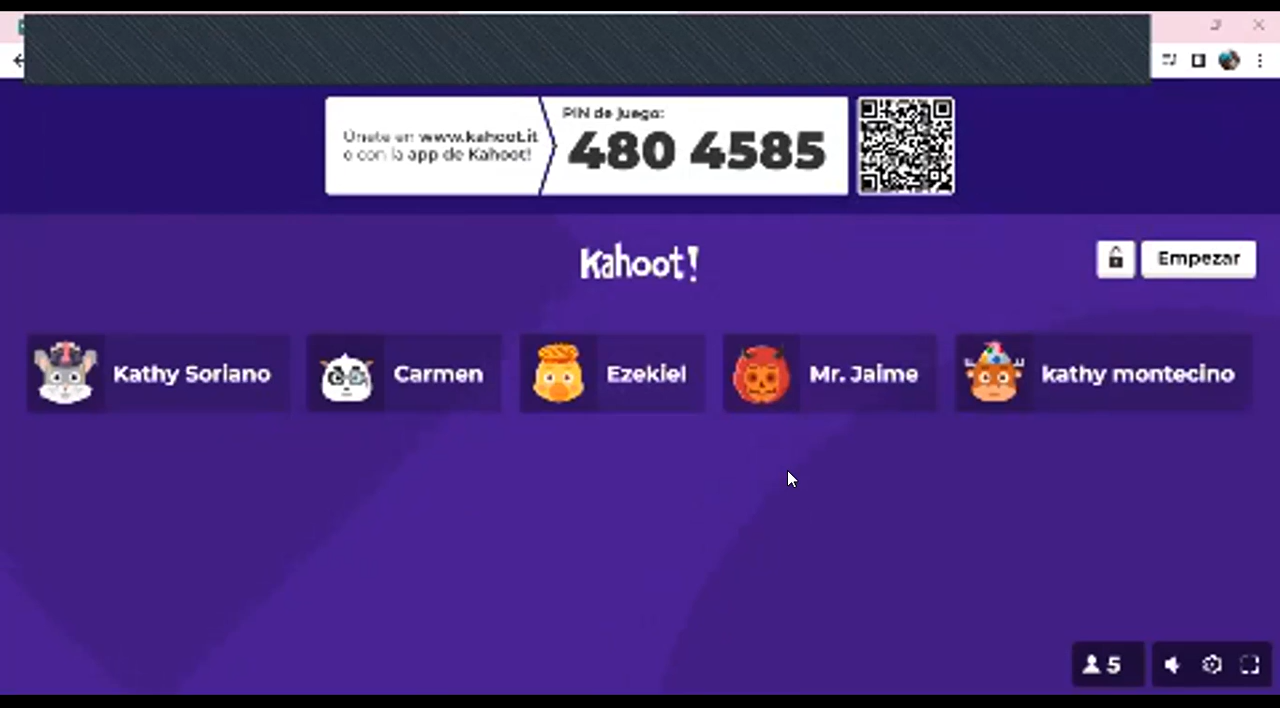 Únete en www.kahoot.it
o con la app de Kahoot!
PIN de juego:
480 4585
Kahoot!
Empezar
Kathy Soriano
Carmen
Ezekiel
Mr. Jaime
kathy montecino
5